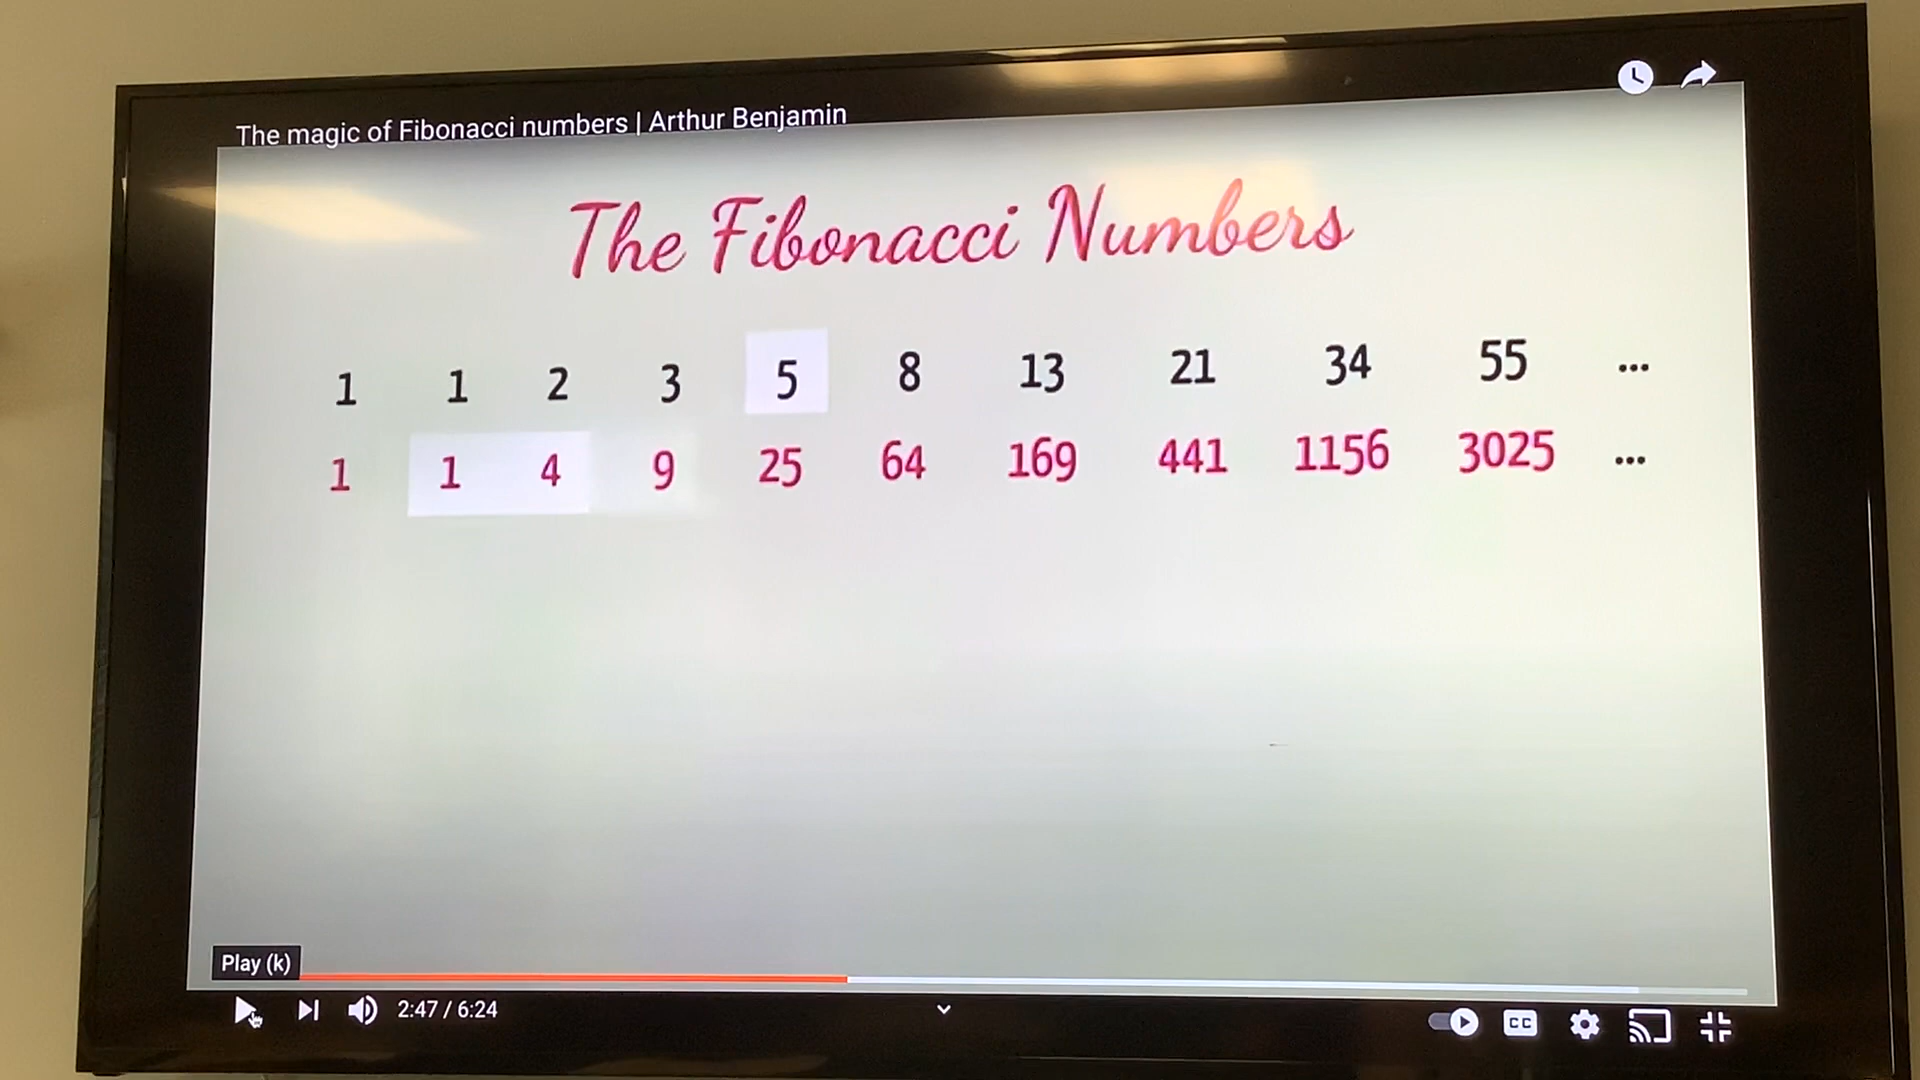 The magic of Fibonacci numbers | Arthur Benjamin
The Fibonacci Numbers
1 1 2 3 5 8 13 21 34 55 ...
1 1 4 9 25 64 169 441 1156 3025 ...
Play (k)
2:47 / 6:24
CC